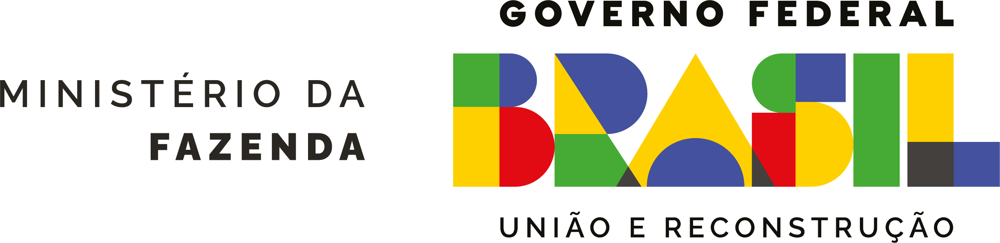 MINISTÉRIO DA
FAZENDA
GOVERNO FEDERAL
BRASIL
UNIÃO E RECONSTRUÇÃO